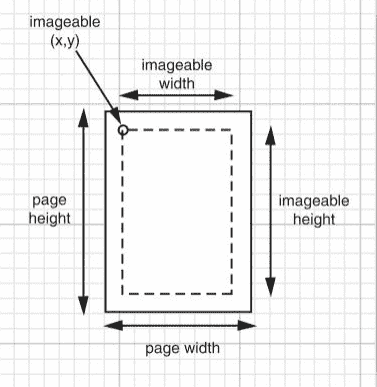 imageable
(x,y)
imageable
width
page
height
imageable
height
page width